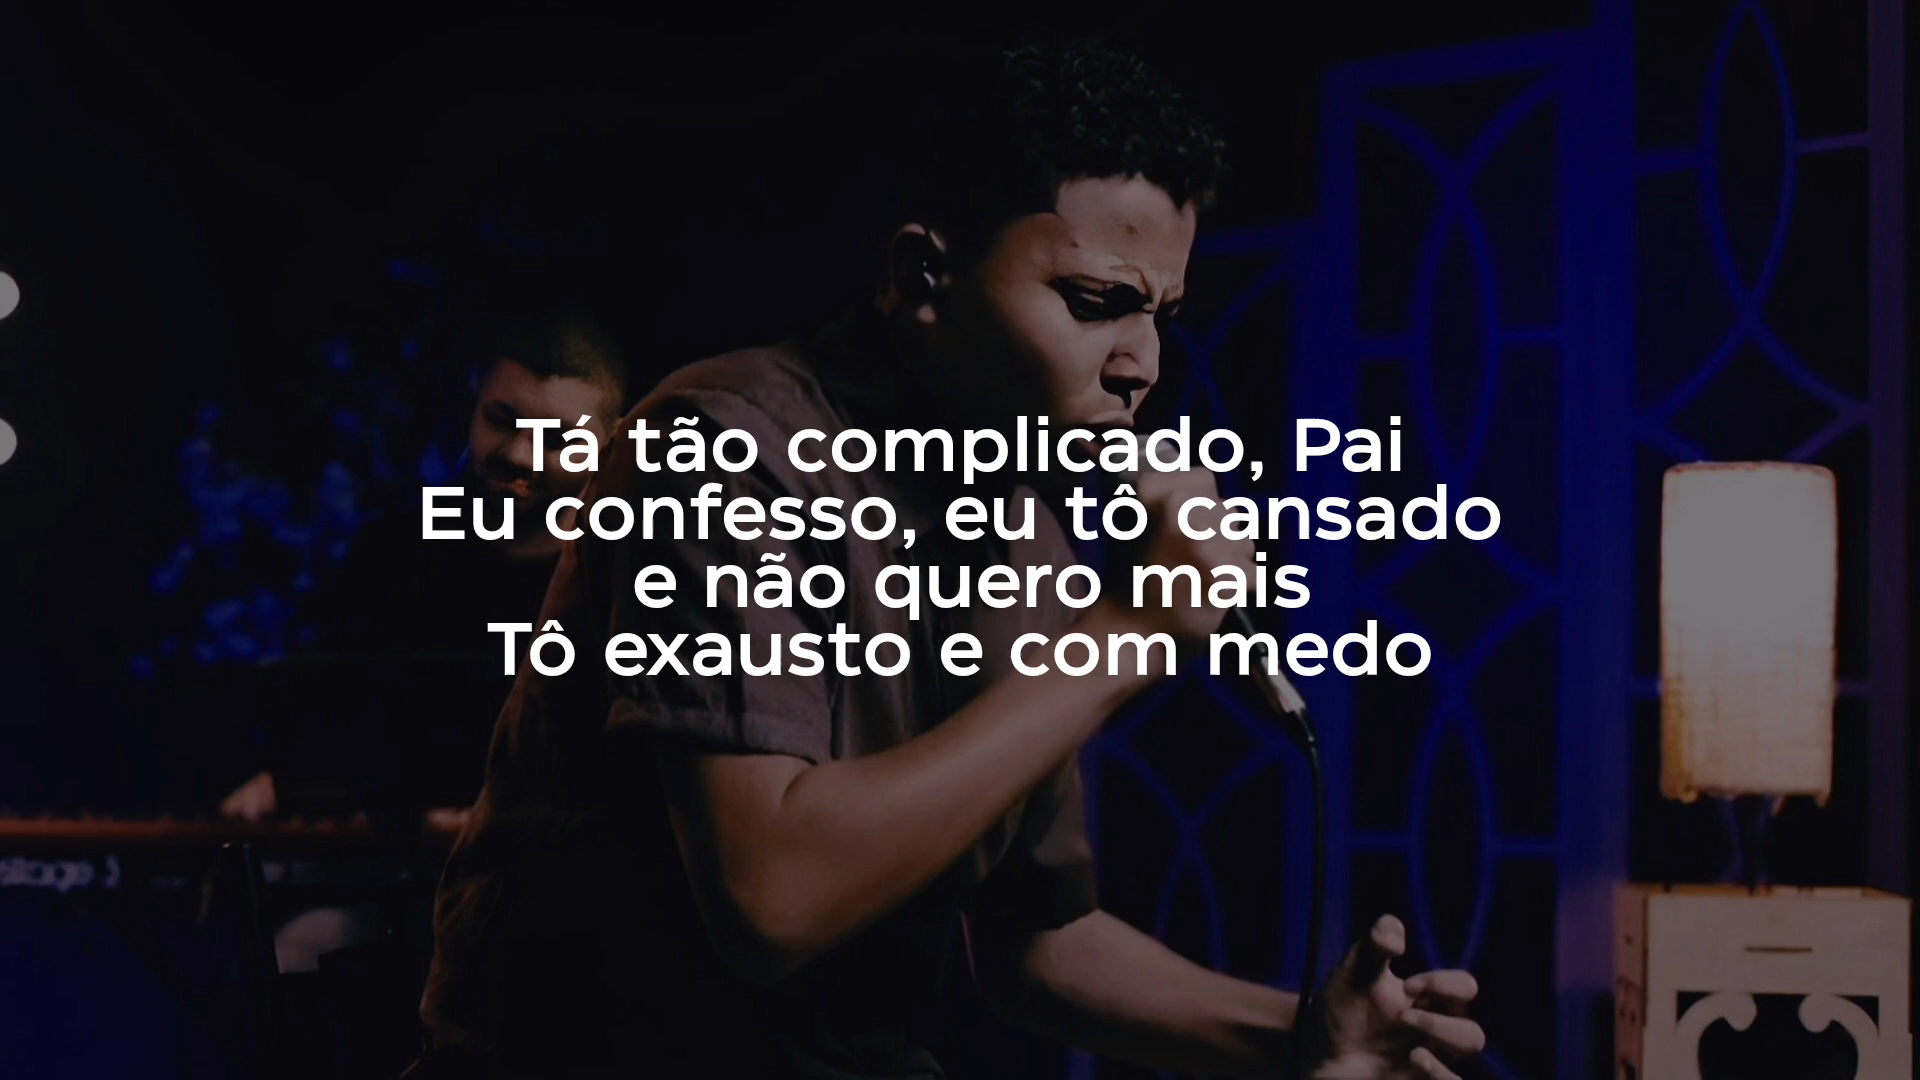 Tá tão complicado, Pai
Eu confesso, eu tô cansado
e não quero mais
Tô exausto e com medo